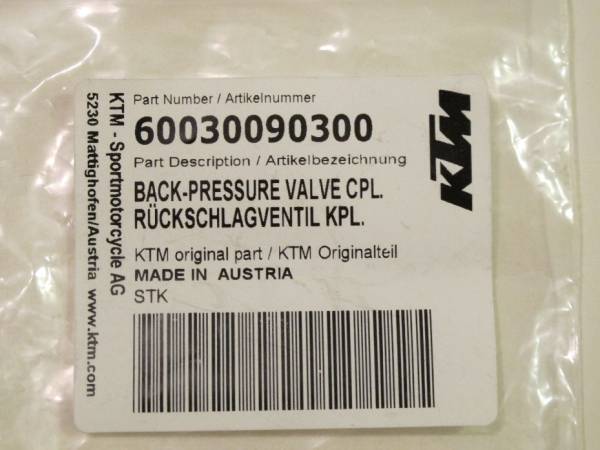 Part Number / Artikelnummer
60030090300
Part Description / Artikelbezeichnung
BACK-PRESSURE VALVE CPL.
RÜCKSCHLAGVENTIL KPL.
KTM original part / KTM Originalteil
MADE IN AUSTRIA
STK
KTM
KTM - Sportmotorcycle AG
5230 Mattighofen/Austria www.ktm.com